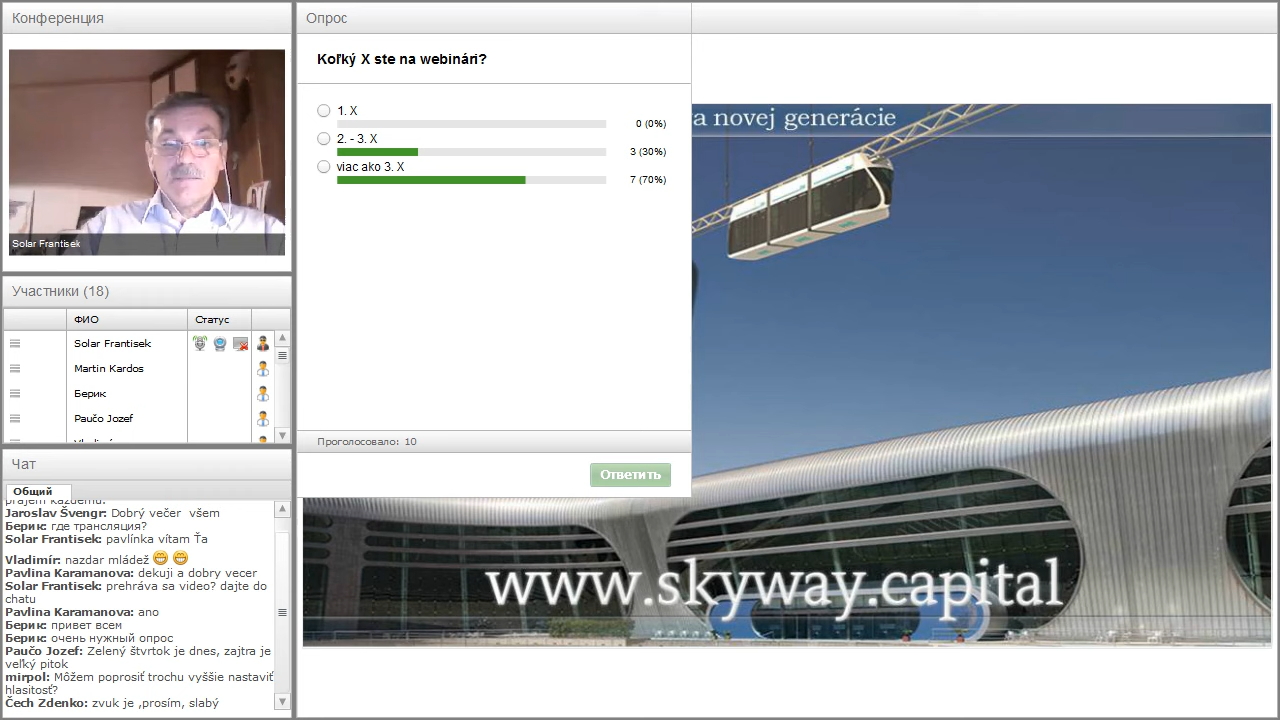 Конференция
Solar Frantisek
Участники (18)
ФИО
Статус
Solar Frantisek
Martin Kardos
Берик
Paučo Jozef
Чат
Общий
prajem každému.
Jaroslav Švengr: Dobrý večer všem
Берик: где трансляция?
Solar Frantisek: pavlínka vítam Ťa
Vladimír: nazdar mládež
Pavlina Karamanova: dekuji a dobry vecer
Solar Frantisek: prehráva sa video? dajte do
chatu
Pavlina Karamanova: ano
Берик: привет всем
Берик: очень нужный опрос
Paučo Jozef: Zelený štvrtok je dnes, zajtra je
veľký pitok
mirpol: Môžem poprosiť trochu vyššie nastaviť
hlasitosť?
Čech Zdenko: zvuk je ,prosím, slabý
Опрос
Koľký X ste na webinári?
1. X
0 (0%)
2. - 3. X
3 (30%)
viac ako 3. X
7 (70%)
Проголосовало: 10
Ответить
novej generácie
www.skyway.capital